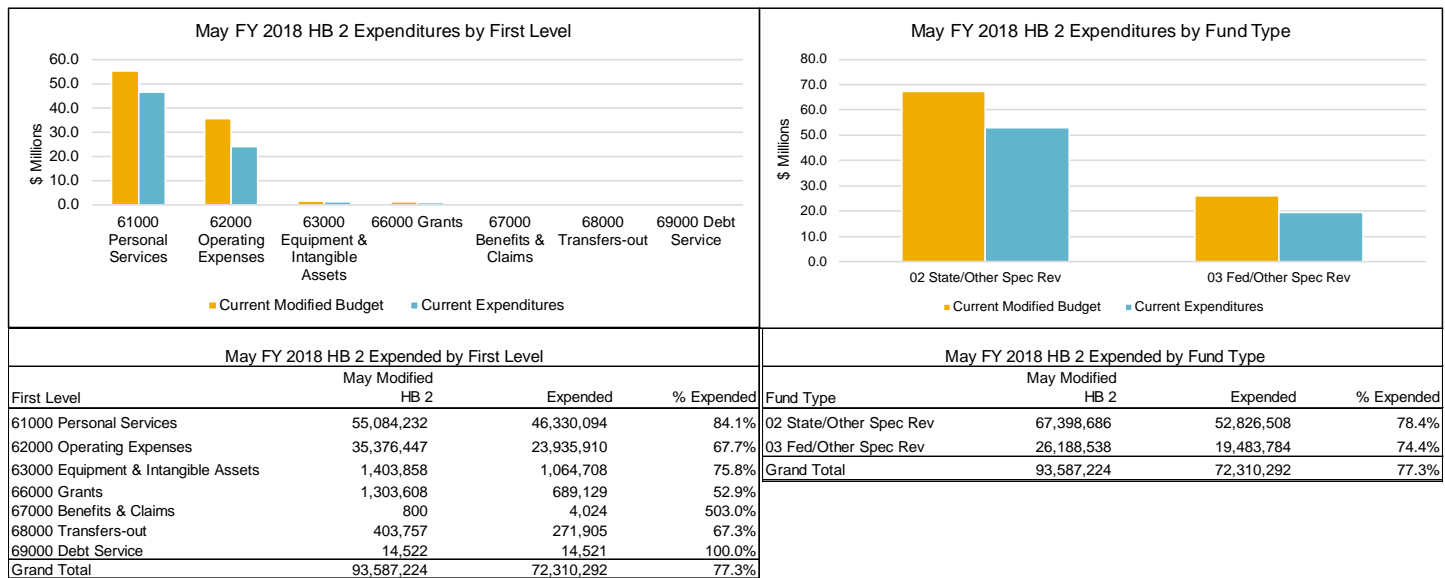 May FY 2018 HB 2 Expenditures by First Level
$ Millions
60.0
50.0
40.0
30.0
20.0
10.0
0.0
61000 Personal Services
62000 Operating Expenses
63000 Equipment & Intangible Assets
66000 Grants
67000 Benefits & Claims
68000 Transfers-out
69000 Debt Service
Current Modified Budget Current Expenditures
May FY 2018 HB 2 Expenditures by Fund Type
$ Millions
80.0
70.0
60.0
50.0
40.0
30.0
20.0
10.0
0.0
02 State/Other Spec Rev 03 Fed/Other Spec Rev
Current Modified Budget Current Expenditures
May FY 2018 HB 2 Expended by First Level
May Modified
First Level HB 2 Expended % Expended
61000 Personal Services 55,084,232 46,330,094 84.1%
62000 Operating Expenses 35,376,447 23,935,910 67.7%
63000 Equipment & Intangible Assets 1,403,858 1,064,708 75.8%
66000 Grants 1,303,608 689,129 52.9%
67000 Benefits & Claims 800 4,024 503.0%
68000 Transfers-out 403,757 271,905 67.3%
69000 Debt Service 14,522 14,521 100.0%
Grand Total 93,587,224 72,310,292 77.3%
May FY 2018 HB 2 Expended by Fund Type
May Modified
Fund Type HB 2 Expended % Expended
02 State/Other Spec Rev 67,398,686 52,826,508 78.4%
03 Fed/Other Spec Rev 26,188,538 19,483,784 74.4%
Grand Total 93,587,224 72,310,292 77.3%